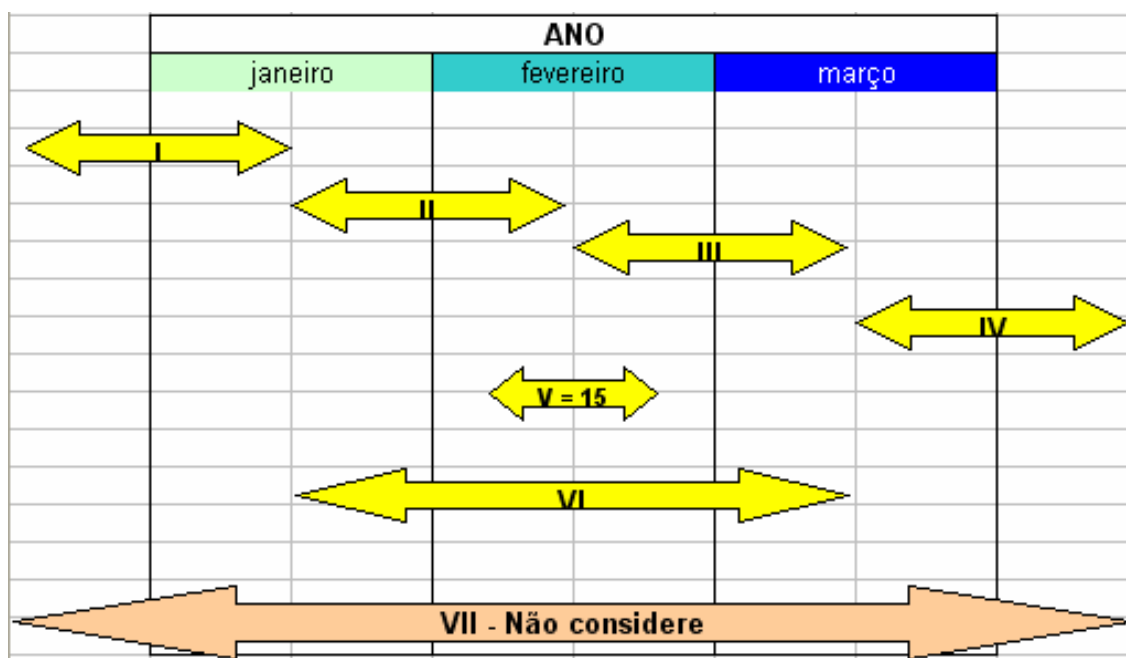 ANO
janeiro fevereiro março
I
II
III
IV
V = 15
VI
VII - Não considere